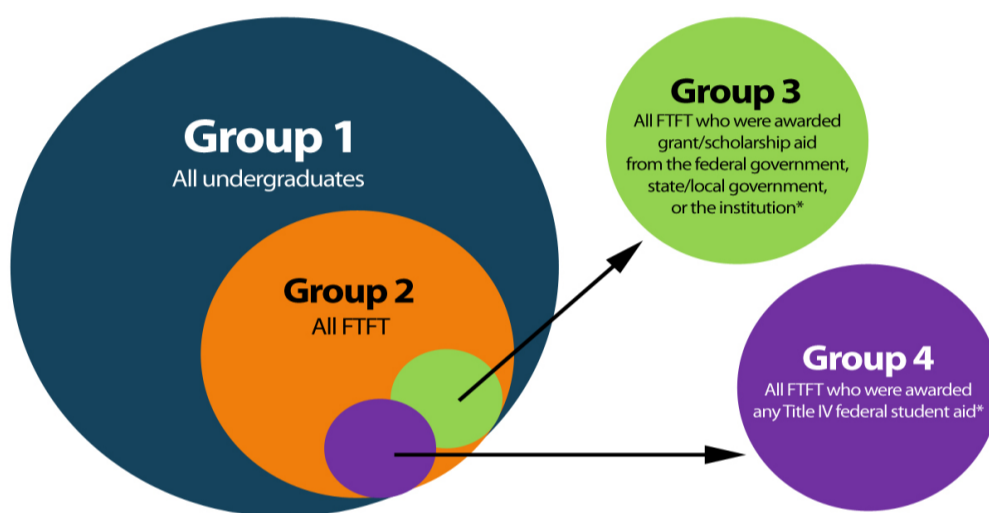 Group 1
All undergraduates
Group 2
All FTFT
Group 3
All FTFT who were awarded
grant/scholarship aid
from the federal government,
state/local government,
or the institution*
Group 4
All FTFT who were awarded
any Title IV federal student aid*